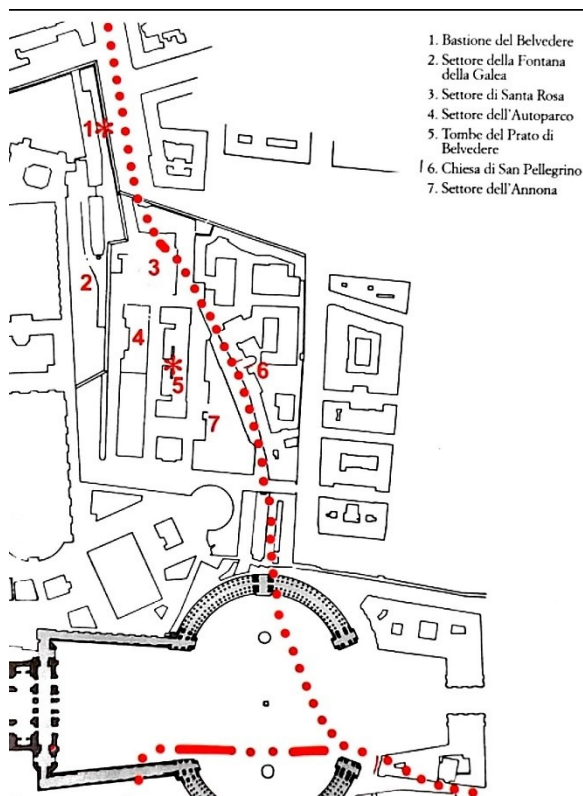 1. Bastione del Belvedere
2. Settore della Fontana
della Galea
3. Settore di Santa Rosa
4. Settore dell'Autoparco
5. Tombe del Prato di
Belvedere
6. Chiesa di San Pellegrino
7. Settore dell'Annona
1
2
3
4
5
6
7